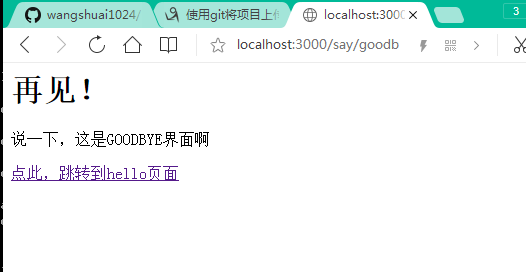 wangshuai1024/
使用git将项目上传
localhost:3000
3
localhost:3000/say/goodb
再见！
说一下，这是GOODBYE界面啊
点此，跳转到hello页面